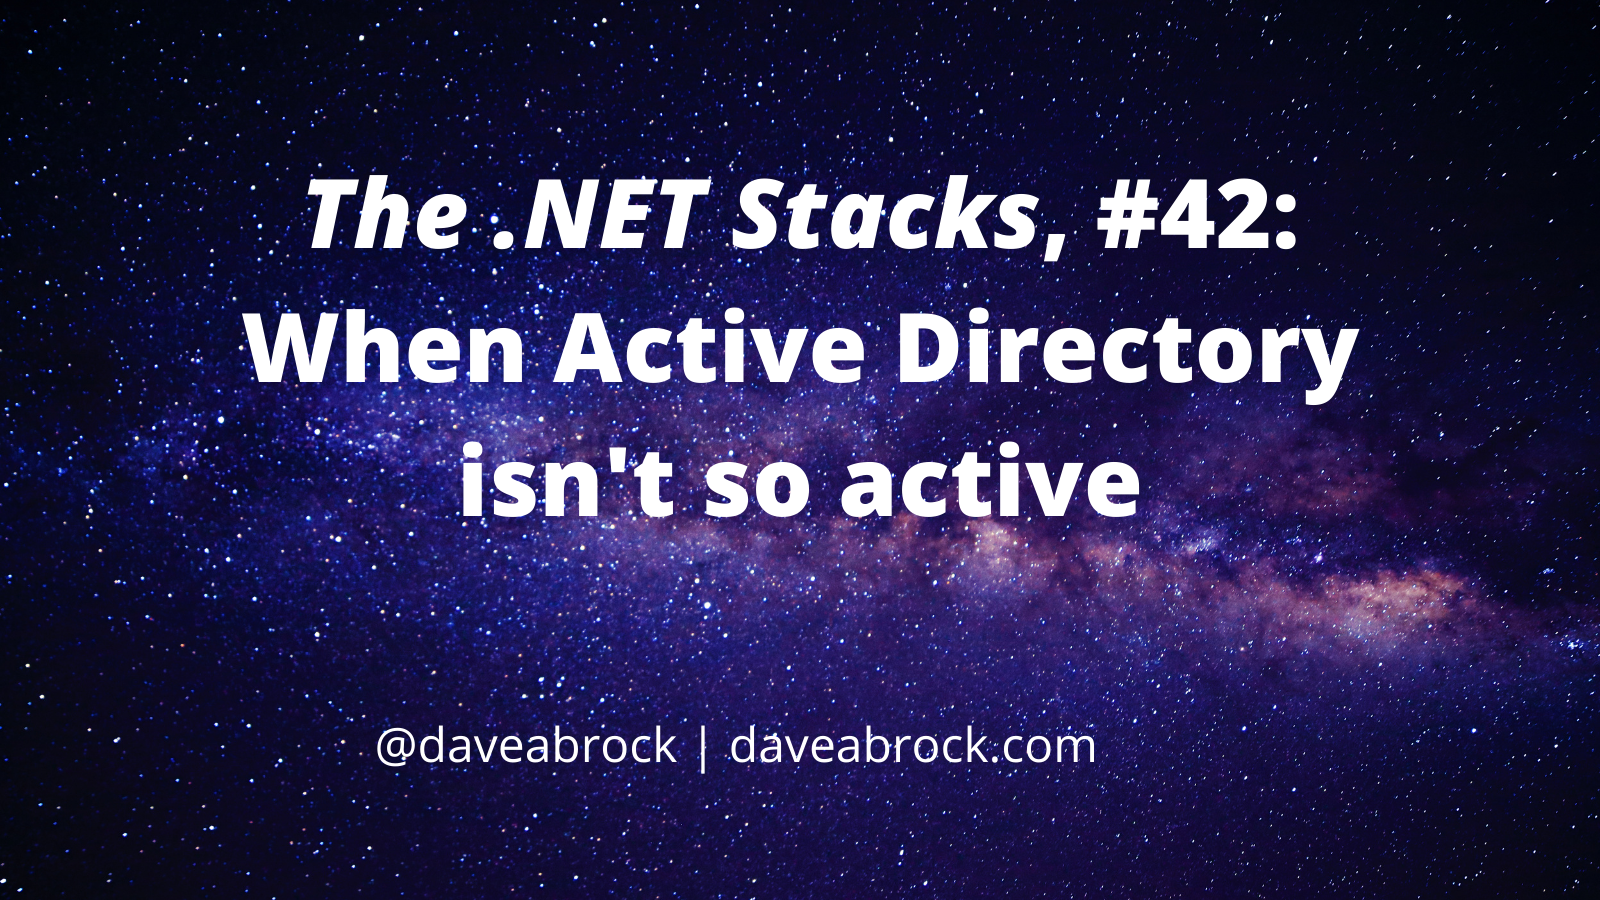 The .NET Stacks, #42:
When Active Directory
isn't so active
@daveabrock | daveabrock.com